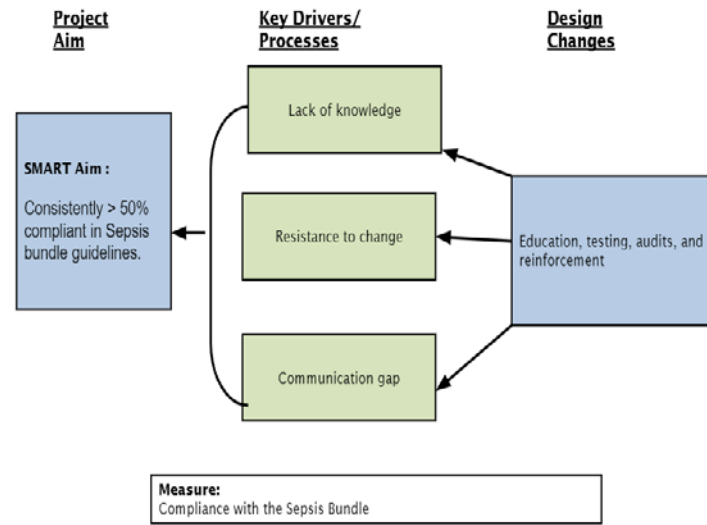 Project
Aim
Key Drivers/
Processes
Design
Changes
SMART Aim :
Consistently > 50%
compliant in Sepsis
bundle guidelines.
Lack of knowledge
Resistance to change
Communication gap
Education, testing, audits, and
reinforcement
Measure:
Compliance with the Sepsis Bundle